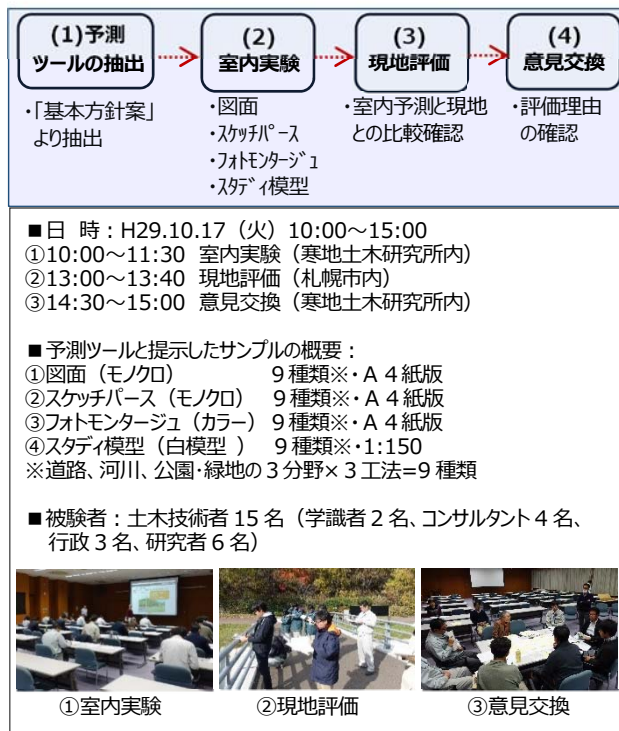 (1)予測
ツールの抽出
(2)
室内実験
(3)
現地評価
(4)
意見交換
・「基本方針案」
より抽出
・図面
・スケッチパース
・フォトモンタージュ
・スタディ模型
・室内予測と現地
との比較確認
・評価理由
の確認
■日 時：H29.10.17（火）10:00～15:00
①10:00～11:30 室内実験（寒地土木研究所内）
②13:00～13:40 現地評価（札幌市内）
③14:30～15:00 意見交換（寒地土木研究所内）
■予測ツールと提示したサンプルの概要：
①図面（モノクロ） 9種類※・A４紙版
②スケッチパース（モノクロ） 9種類※・A４紙版
③フォトモンタージュ（カラー）9種類※・A４紙版
④スタディ模型（白模型 ） 9種類※・1:150
※道路、河川、公園・緑地の３分野×３工法=９種類
■被験者：土木技術者 15 名（学識者２名、コンサルタント４名、
行政３名、研究者６名）
①室内実験
②現地評価
③意見交換